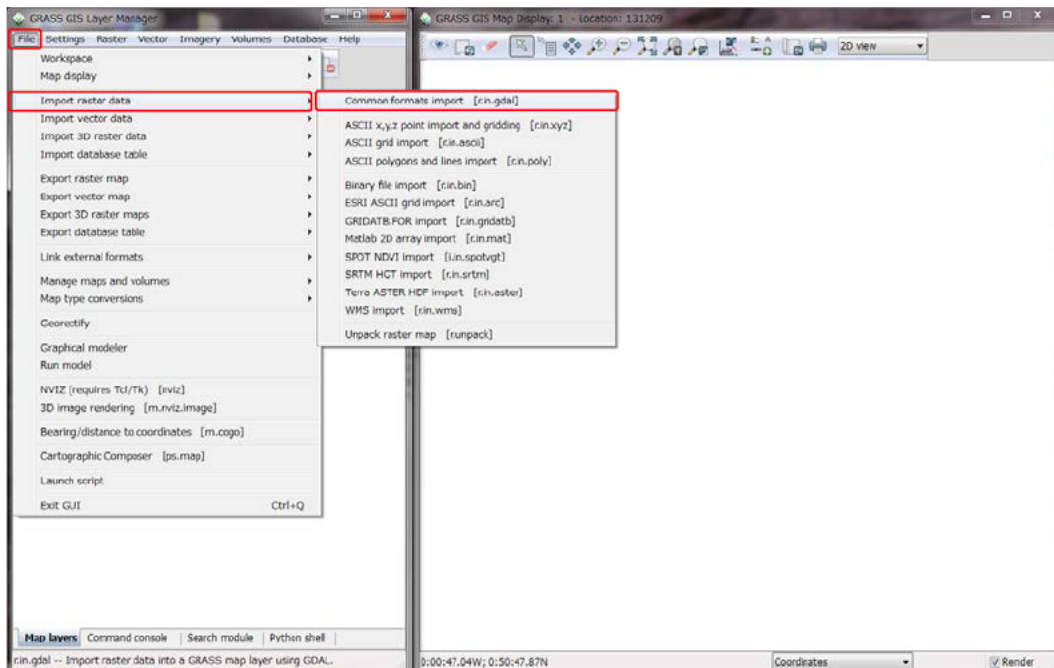 GRASS GIS Layer Manager
File Settings Raster Vector Imagery Volumes Database Help
Workspace
Map display
Import raster data
Import vector data
Import 3D raster data
Import database table
Export raster map
Export vector map
Export 3D raster maps
Export database table
Link external formats
Manage maps and volumes
Map type conversions
Georectify
Graphical modeler
Run model
NVIZ (requires Tcl/Tk) [nviz]
3D image rendering [m.nviz.image]
Bearing/distance to coordinates [m.cogo]
Cartographic Composer [ps.map]
Launch script
Exit GUI Ctrl+Q
Common formats import [r.in.gdal]
ASCII x,y,z point import and gridding [r.in.xyz]
ASCII grid import [r.in.ascii]
ASCII polygons and lines import [r.in.poly]
Binary file import [r.in.bin]
ESRI ASCII grid import [r.in.arc]
GRIDATB.FOR import [r.in.gridatb]
Matlab 2D array import [r.in.mat]
SPOT NDVI import [i.in.spotvgt]
SRTM HGT import [r.in.srtm]
Terra ASTER HDF import [r.in.aster]
WMS import [r.in.wms]
Unpack raster map [r.unpack]
Map layers Command console Search module Python shell
r.in.gdal -- Import raster data into a GRASS map layer using GDAL.
GRASS GIS Map Display: 1 - Location: 131209
2D view
0:00:47.04W; 0:50:47.87N Coordinates Render